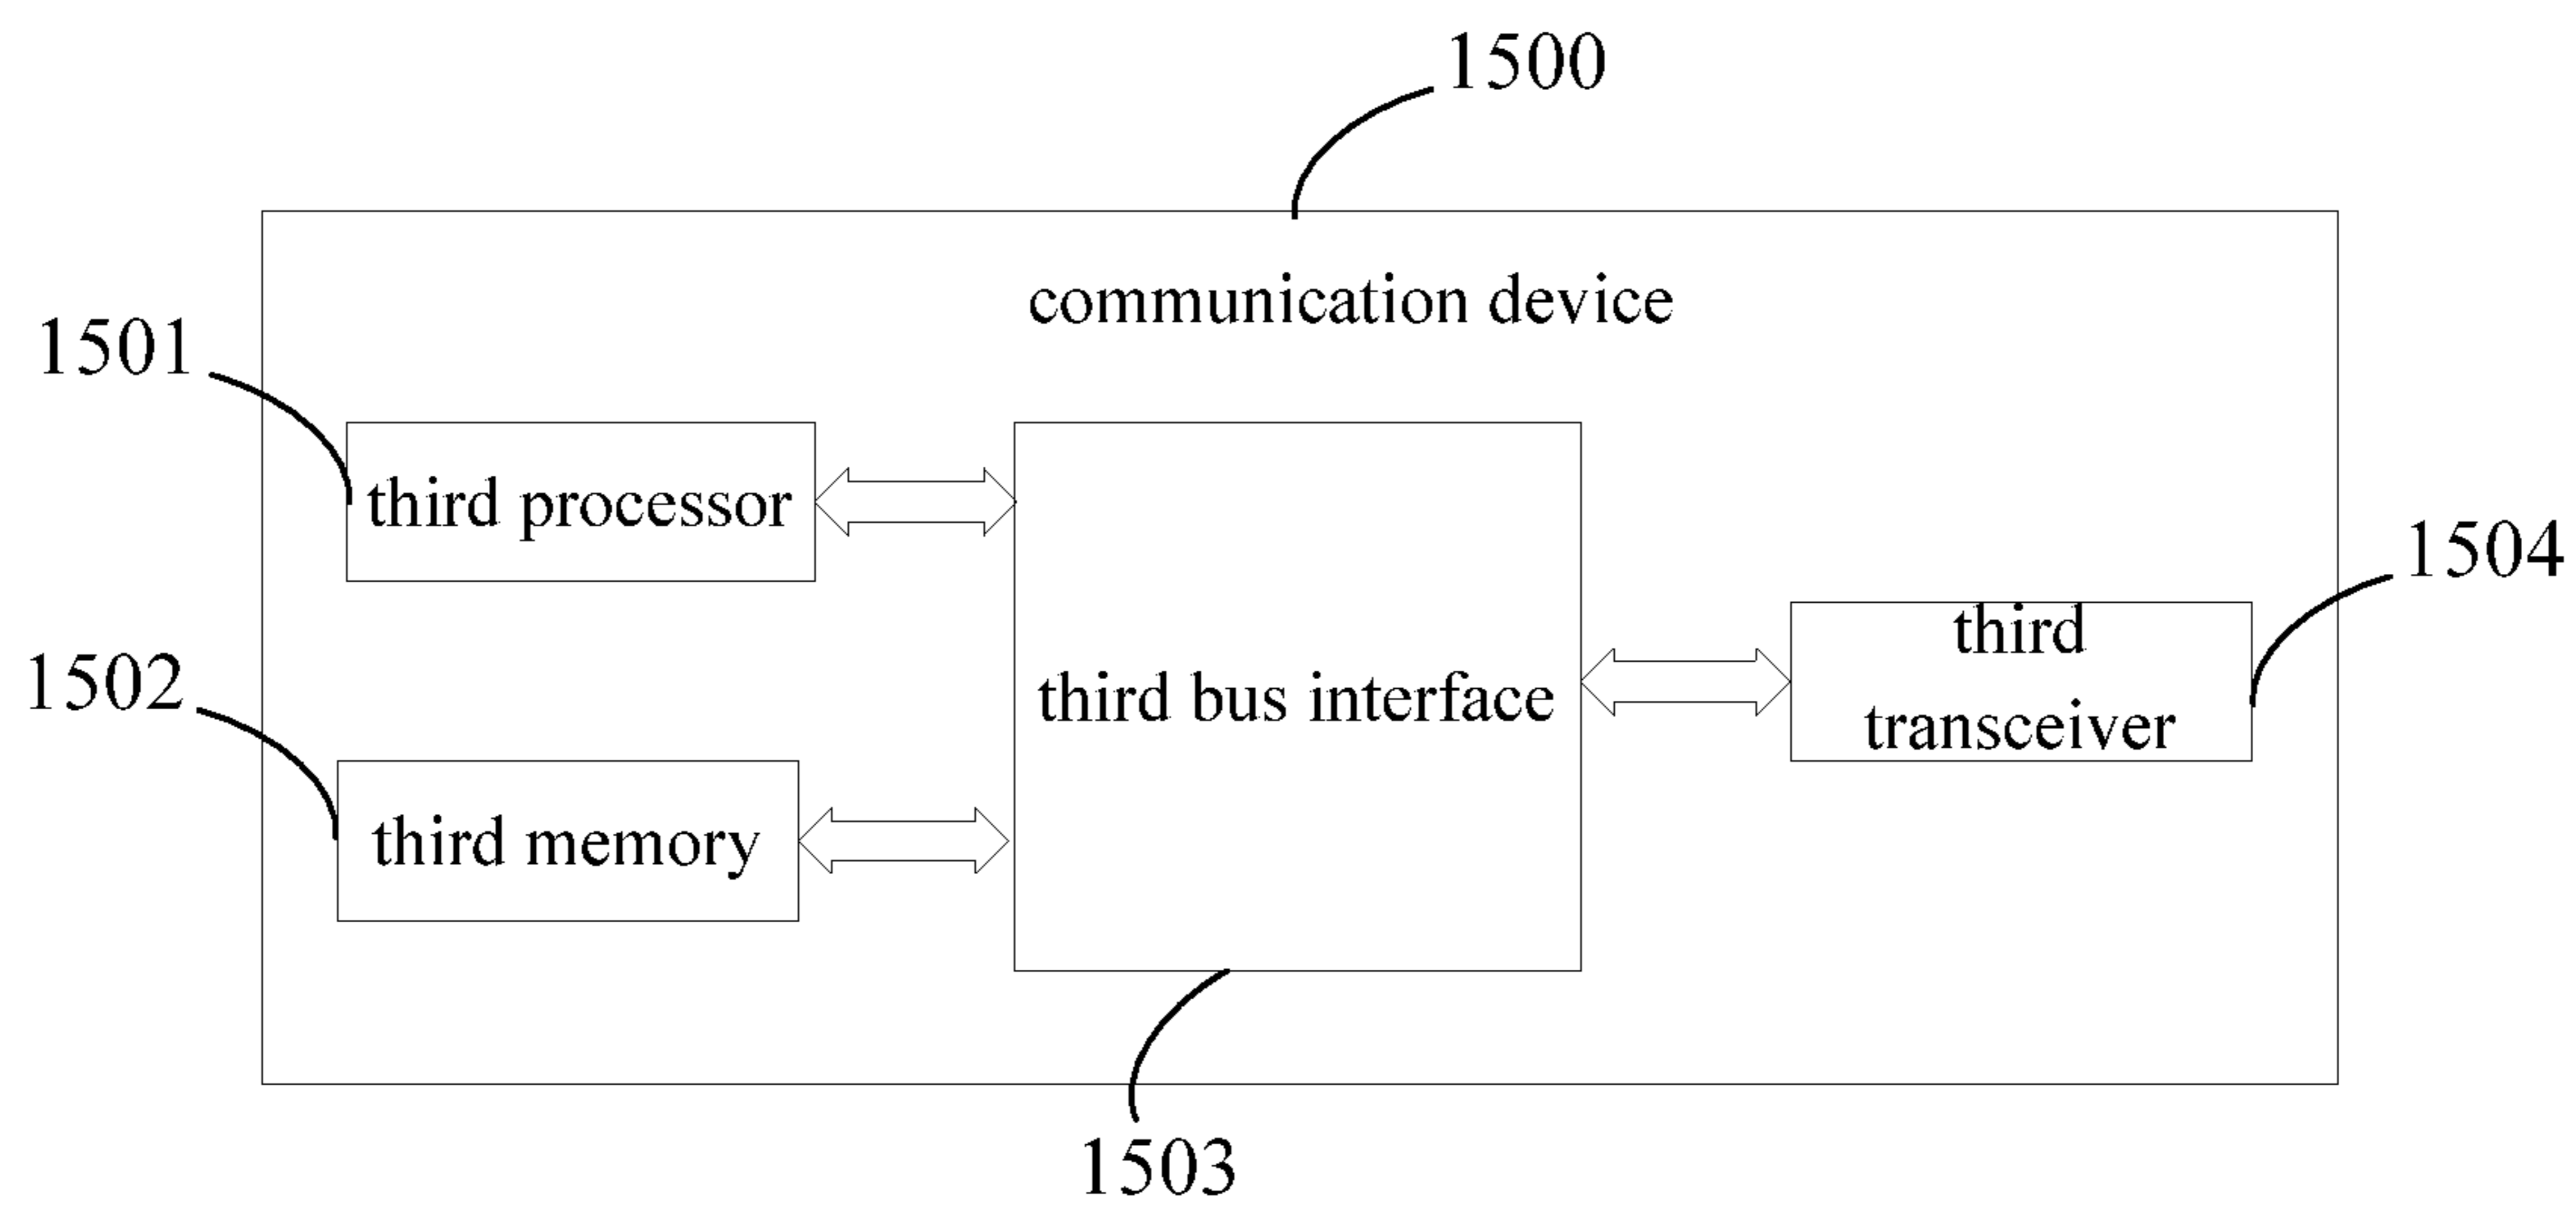 1500
communication device
1501
third processor
1504
third
transceiver
third bus interface
1502
third memory
1503